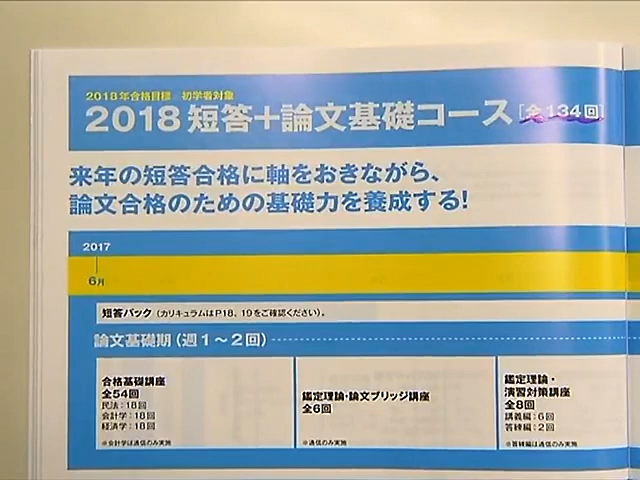 2018年合格目標 初学者対象
2018 短答+論文基礎コース [全134回]
来年の短答合格に軸をおきながら、
論文合格のための基礎力を養成する!
2017
6月
短答パック (カリキュラムはP18、19をご確認ください)。
論文基礎期 (週1〜2回)
合格基礎講座
全54回
民法:18回
会計学:18回
経済学:18回
※会計学は通信のみ実施
鑑定理論・論文ブリッジ講座
全6回
※通信のみ実施
鑑定理論・
演習対策講座
全8回
講義編:6回
答練編:2回
※答練編は通信のみ実施